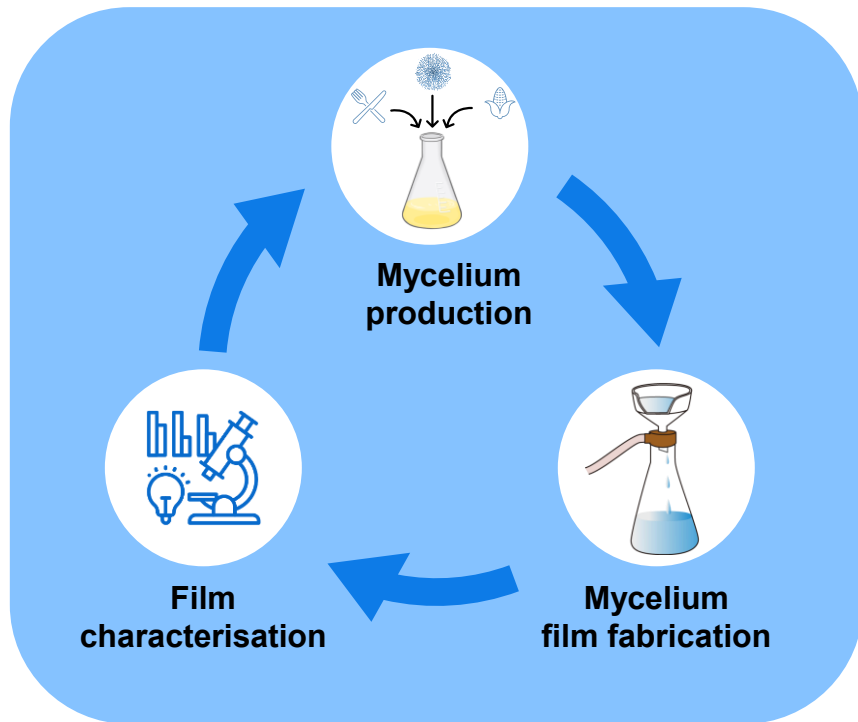 Mycelium
production
Film
characterisation
Mycelium
film fabrication